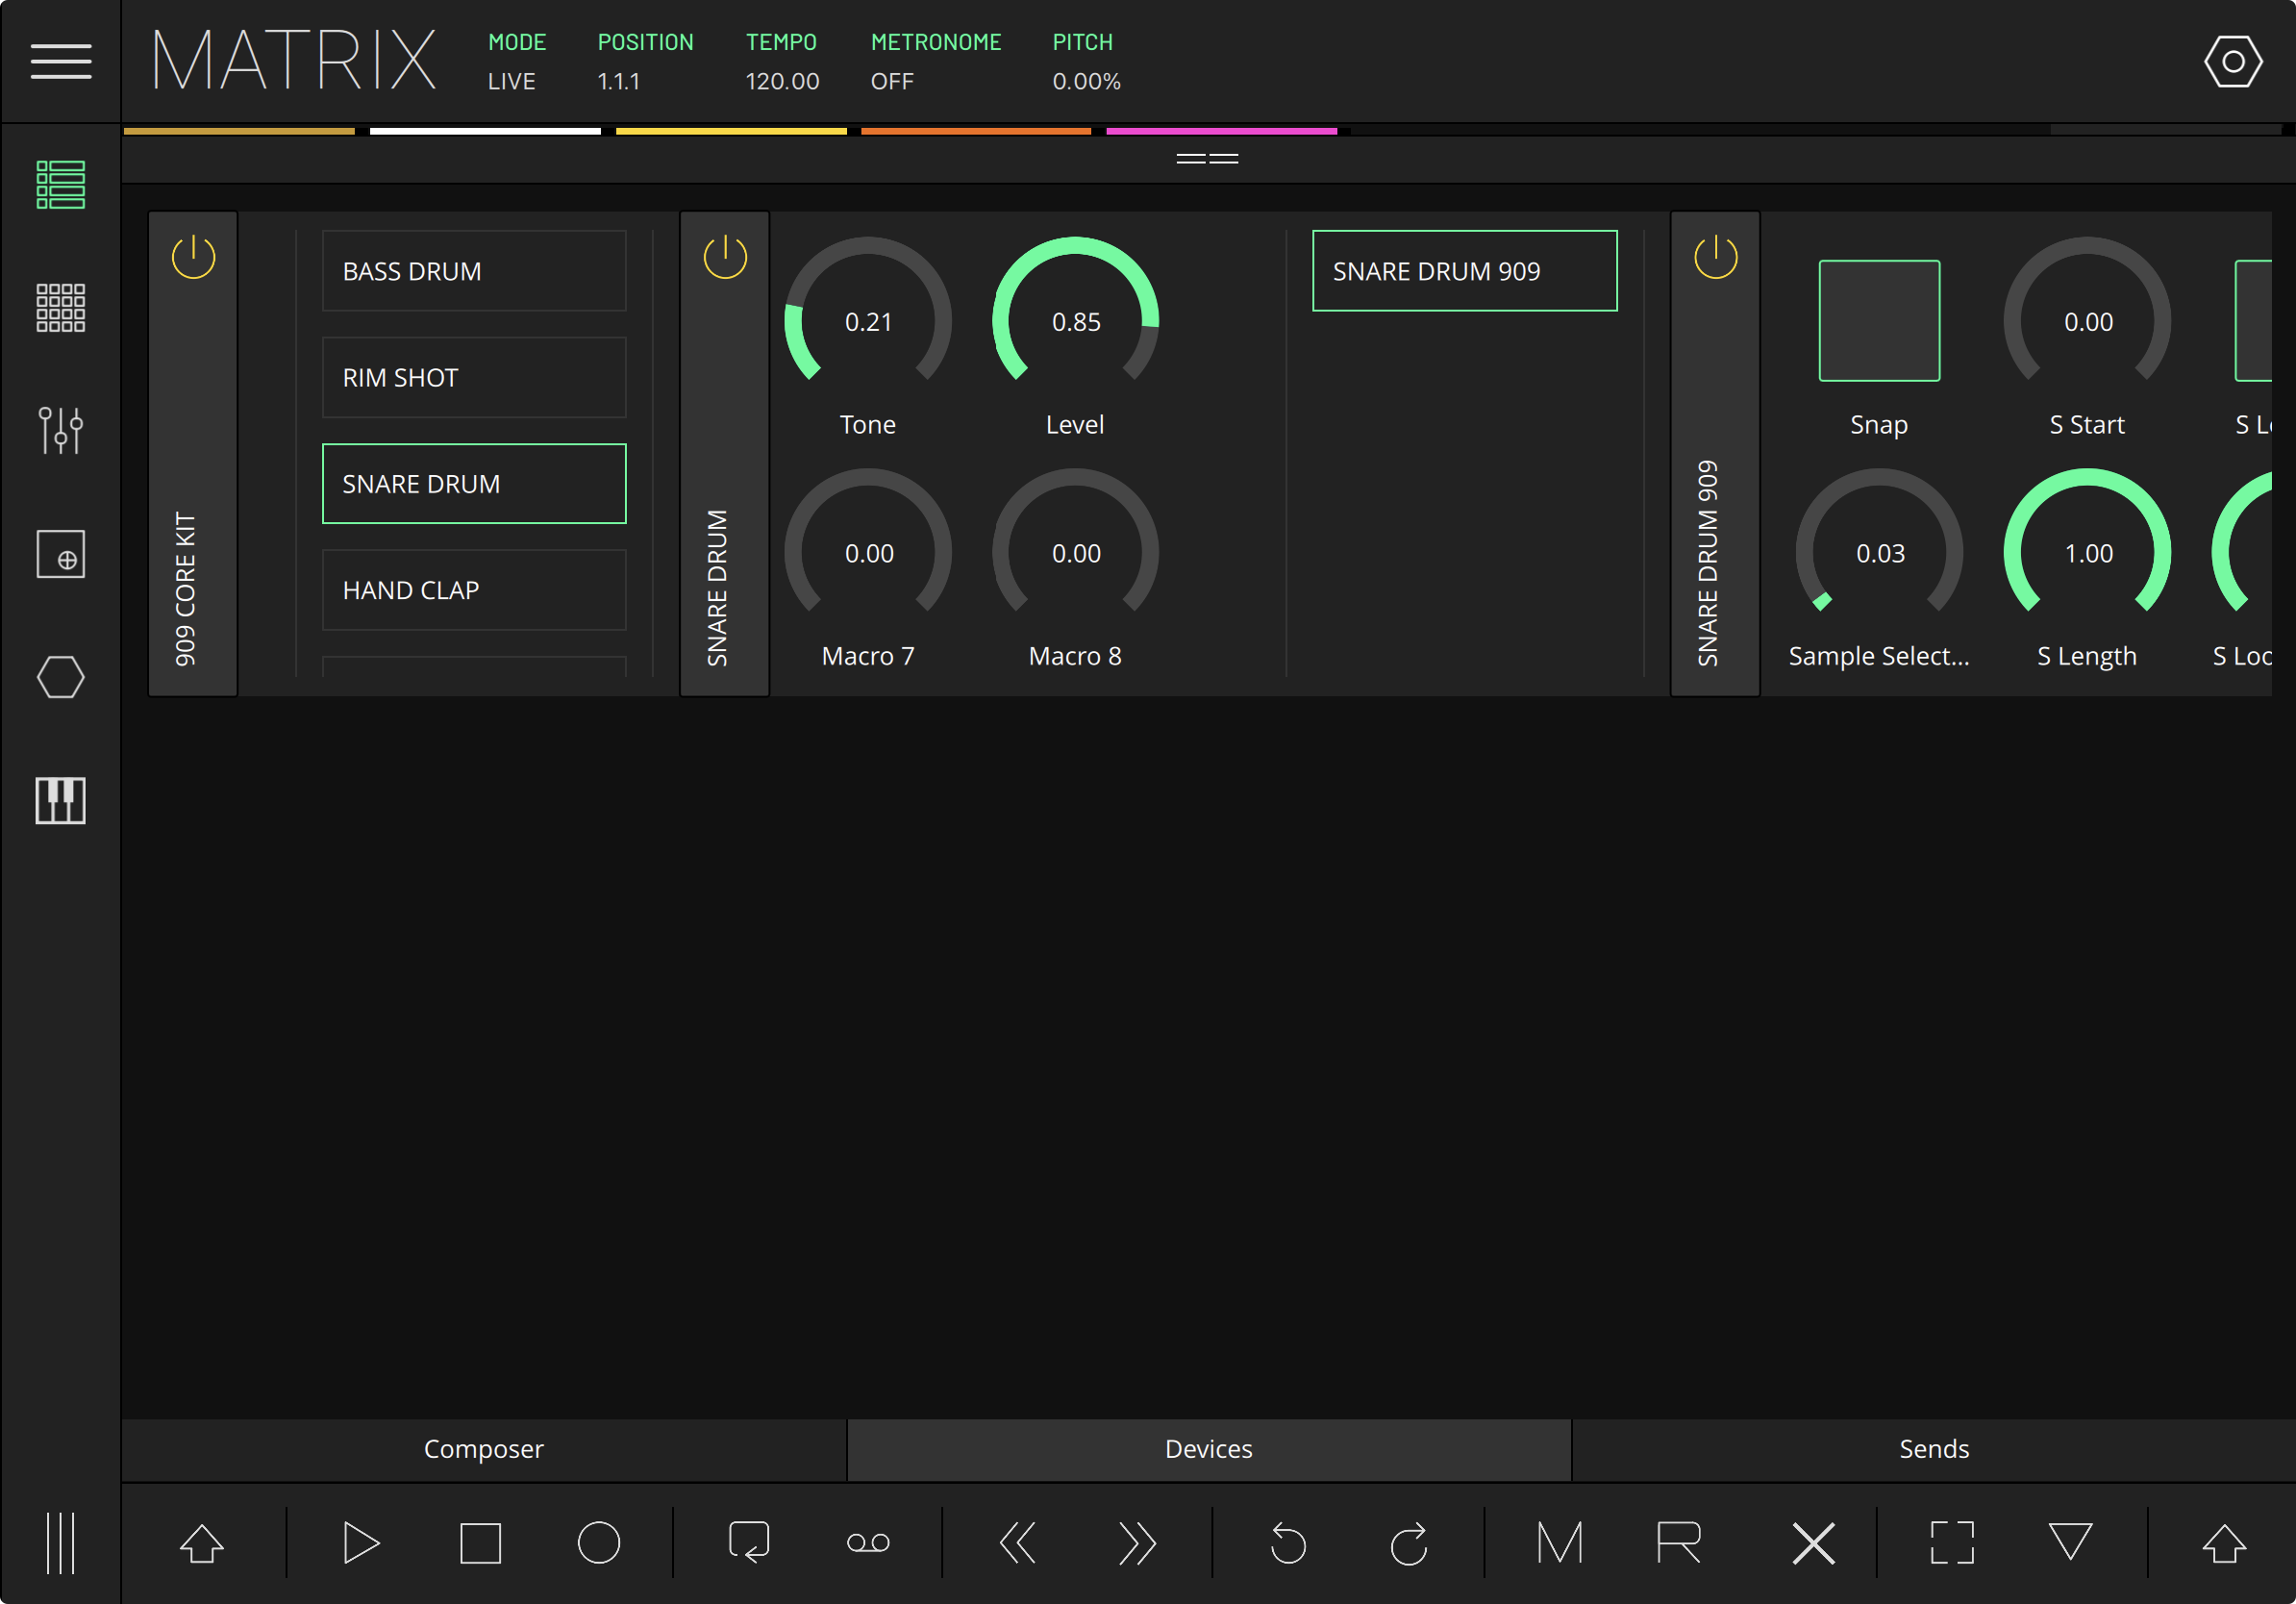 MATRIX
MODE POSITION TEMPO METRONOME PITCH
LIVE 1.1.1 120.00 OFF 0.00%
909 CORE KIT
BASS DRUM
RIM SHOT
SNARE DRUM
HAND CLAP
SNARE DRUM
0.21 0.85
Tone Level
0.00 0.00
Macro 7 Macro 8
SNARE DRUM 909
SNARE DRUM 909
0.00
Snap S Start S
0.03 1.00
Sample Select... S Length S
Composer Devices Sends
M R